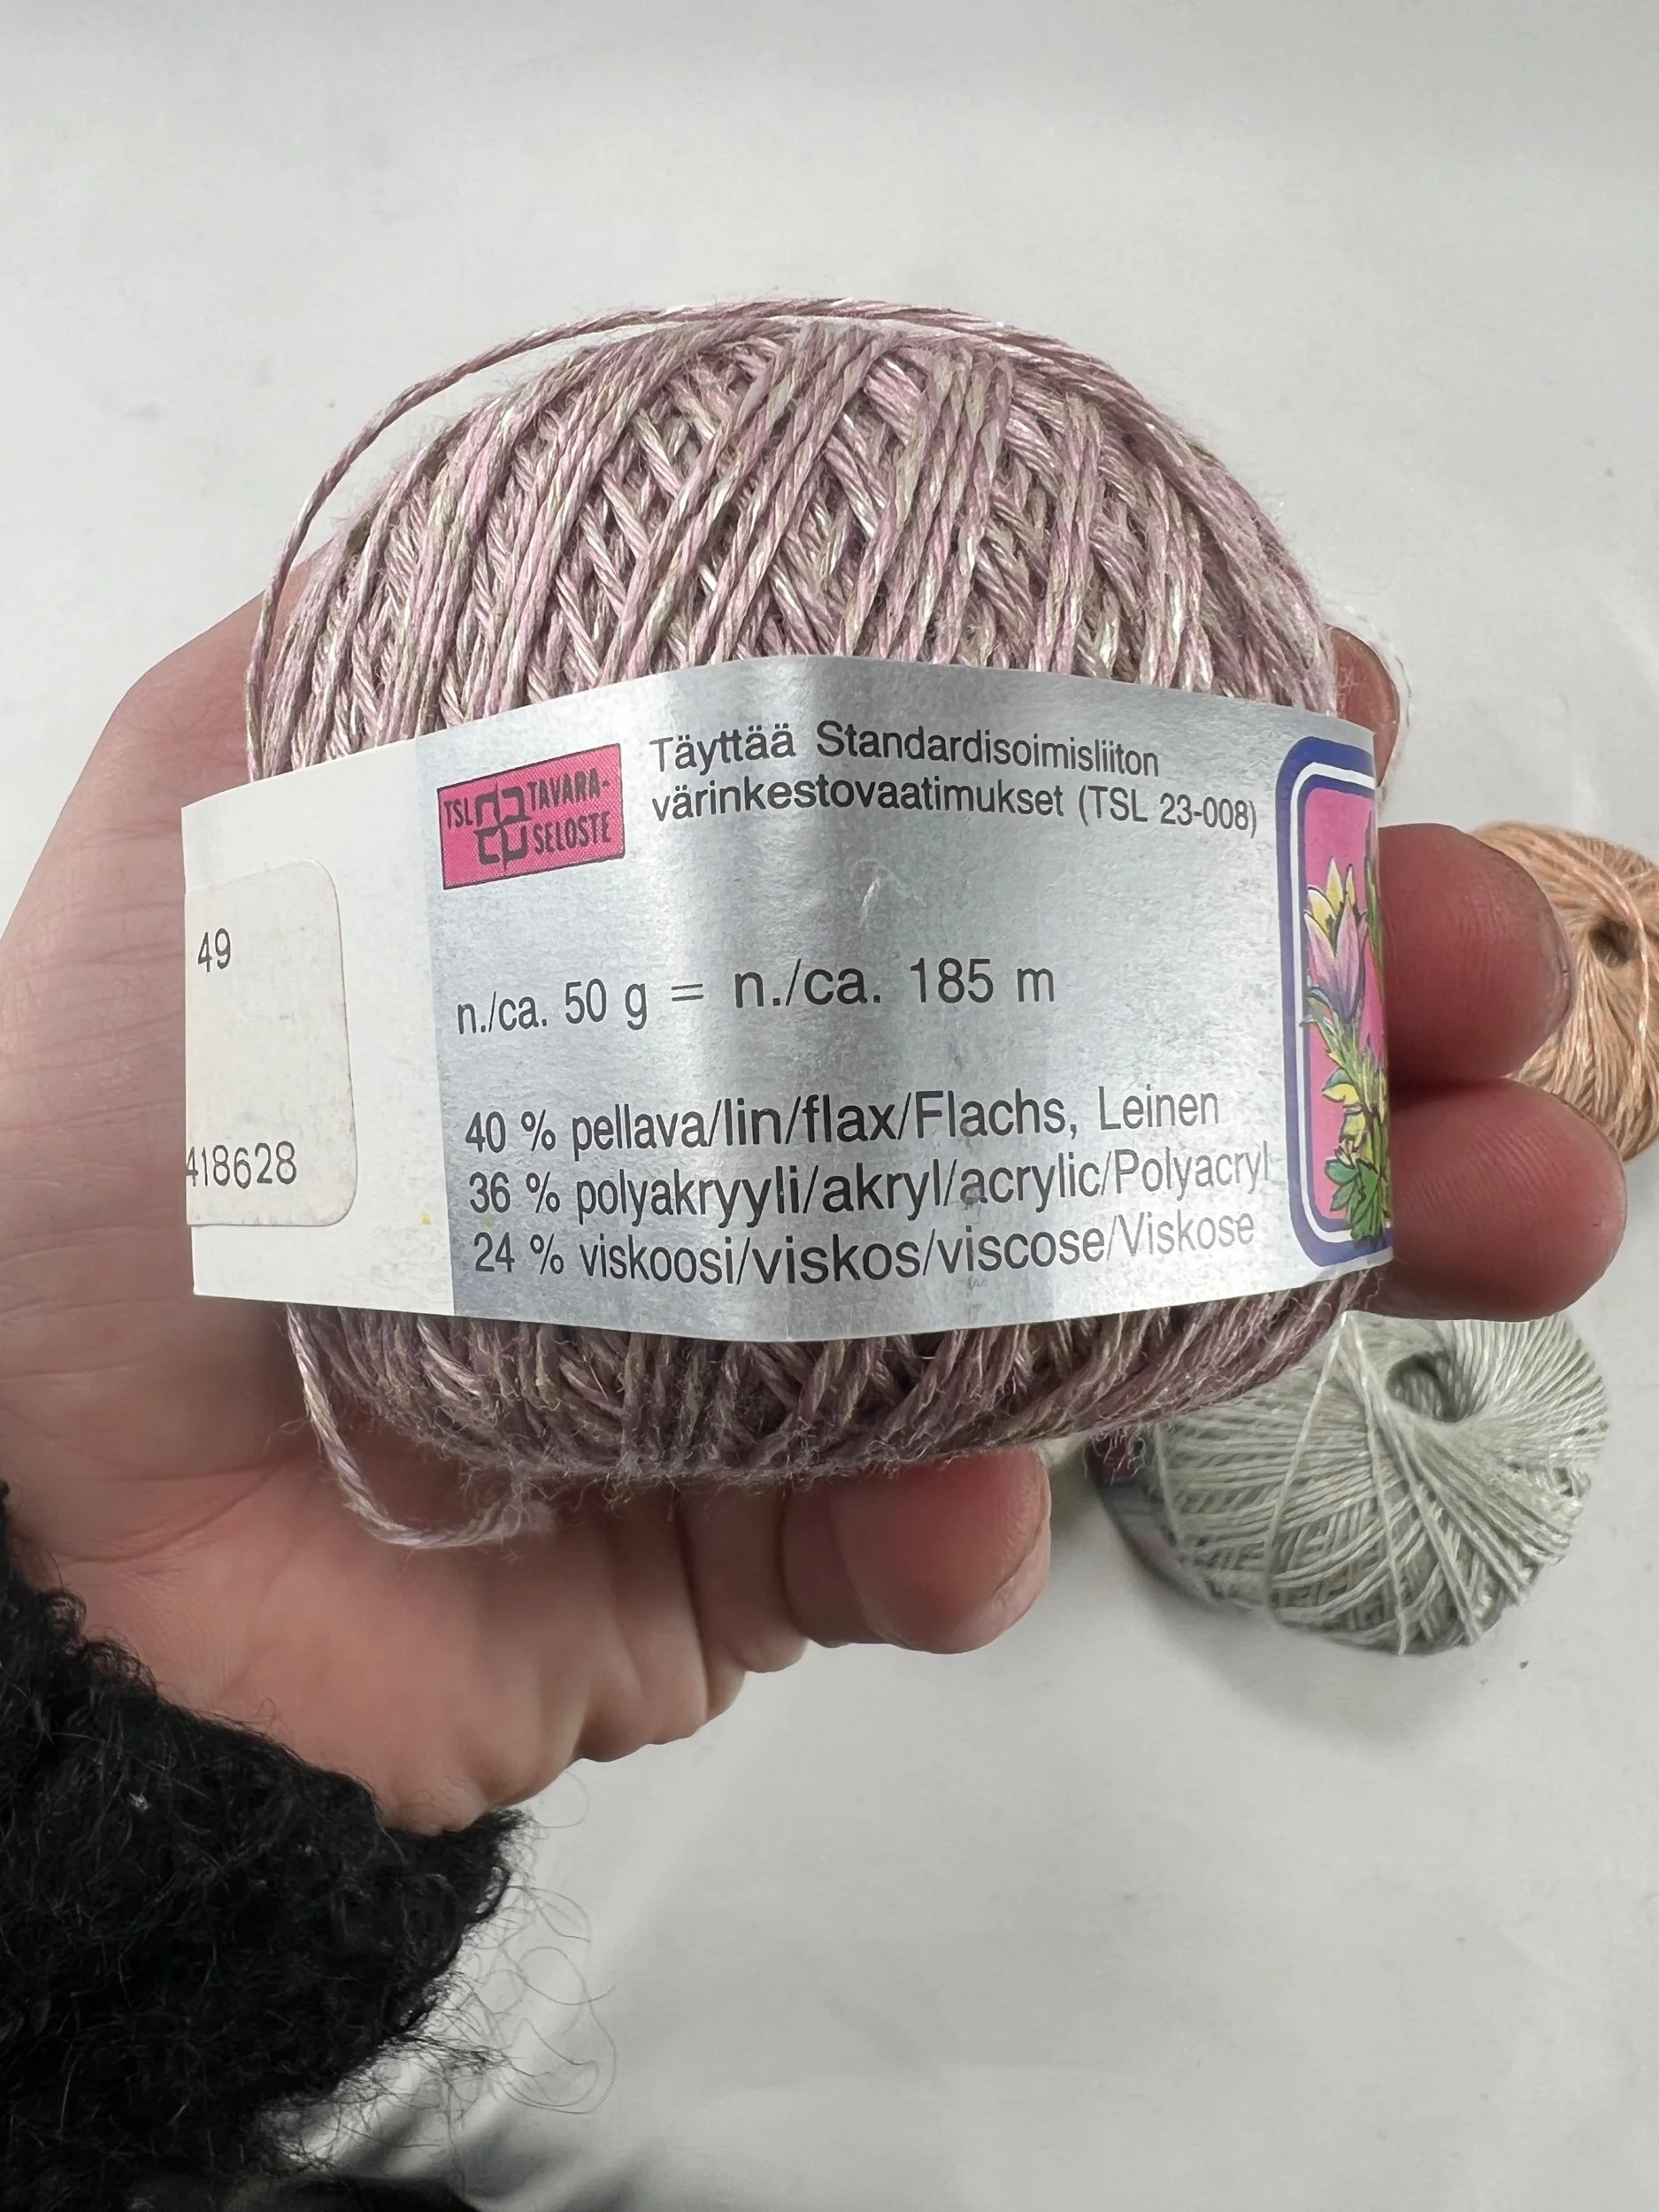 TSL TAVARA-
SELOSTE
Täyttää Standardisoimisliiton
värinkestovaatimukset (TSL 23-008)
49
418628
n./ca. 50 g = n./ca. 185 m
40 % pellava/lin/flax/Flachs, Leinen
36 % polyakryyli/akryl/acrylic/Polyacryl
24 % viskoosi/viskos/viscose/Viskose